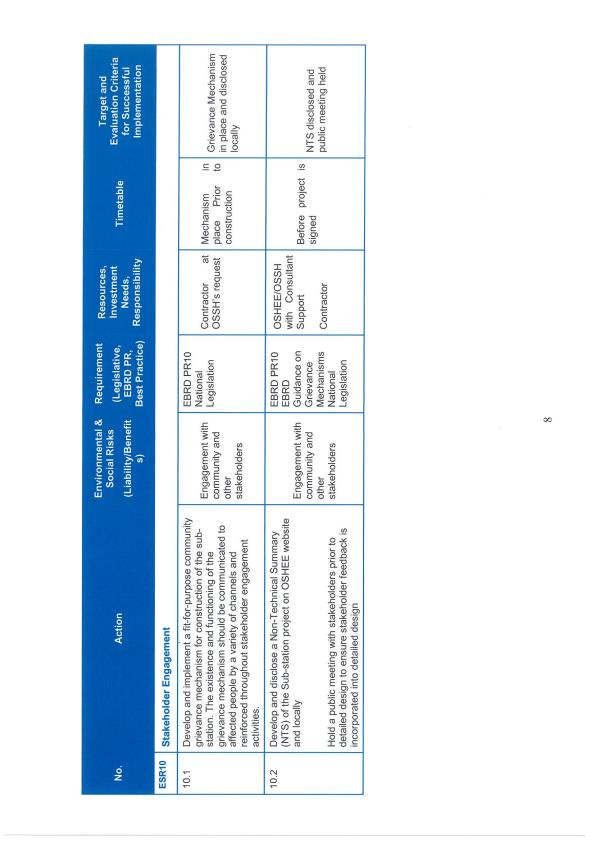 No.
Action
Environmental &
Social Risks
(Liability/Benefit
s)
Requirement
(Legislative,
EBRD PR,
Best Practice)
Resources,
Investment
Needs,
Responsibility
Timetable
Target and
Evaluation Criteria
for Successful
Implementation
ESR10
Stakeholder Engagement
10.1
Develop and implement a fit-for-purpose community
grievance mechanism for construction of the sub-
station. The existence and functioning of the
grievance mechanism should be communicated to
affected people by a variety of channels and
reinforced throughout stakeholder engagement
activities.
Engagement with
community and
other
stakeholders
EBRD PR10
National
Legislation
Contractor at
OSSH's request
Mechanism in
place Prior to
construction
Grievance Mechanism
in place and disclosed
locally
10.2
Develop and disclose a Non-Technical Summary
(NTS) of the Sub-station project on OSHEE website
and locally
Hold a public meeting with stakeholders prior to
detailed design to ensure stakeholder feedback is
incorporated into detailed design
Engagement with
community and
other
stakeholders
EBRD PR10
EBRD
Guidance on
Grievance
Mechanisms
National
Legislation
OSHEE/OSSH
with Consultant
Support
Contractor
Before project is
signed
NTS disclosed and
public meeting held
8